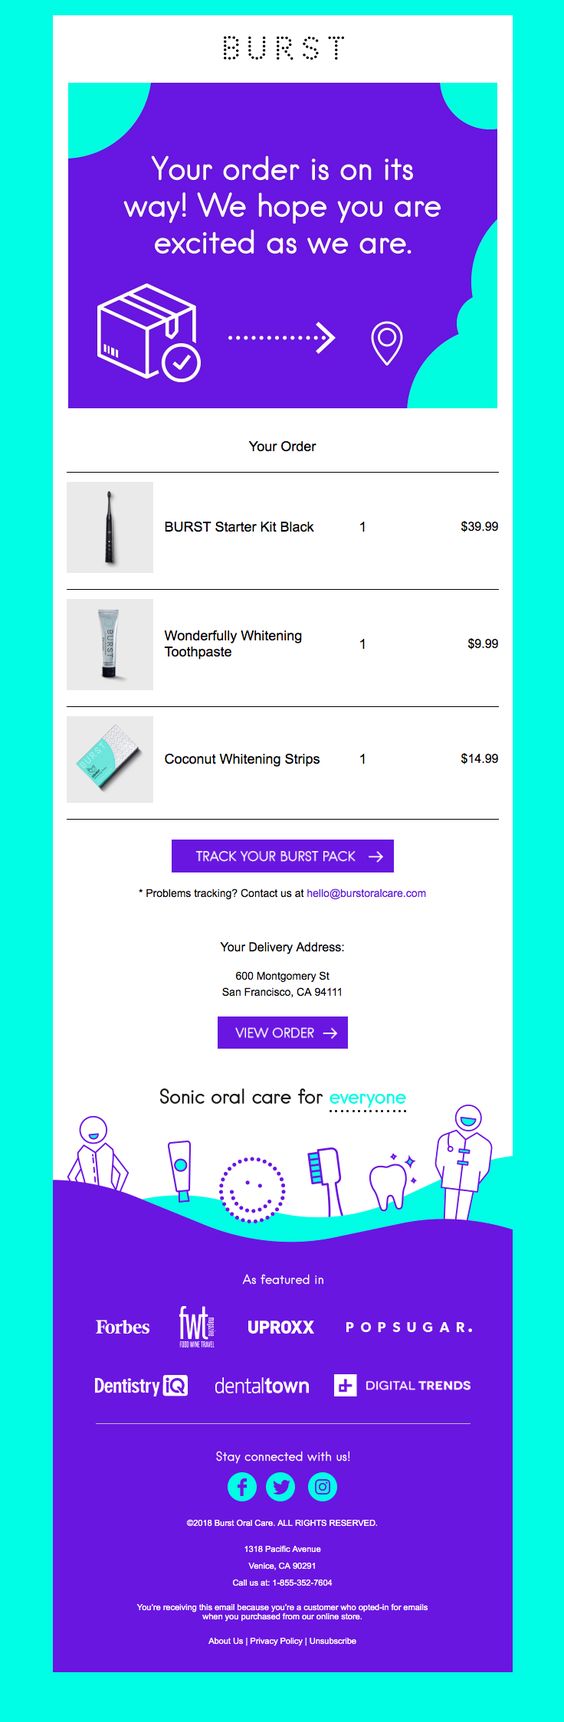 BURST
Your order is on its
way! We hope you are
excited as we are.
Your Order
BURST Starter Kit Black 1 $39.99
Wonderfully Whitening
Toothpaste 1 $9.99
BURST
Coconut Whitening Strips 1 $14.99
BURST
TRACK YOUR BURST PACK
* Problems tracking? Contact us at hello@burstoralcare.com
Your Delivery Address:
600 Montgomery St
San Francisco, CA 94111
VIEW ORDER
Sonic oral care for everyone
As featured in
Forbes fwt magazine UPROXX POPSUGAR.
FOOD WINE TRAVEL
Dentistry iQ dentaltown DIGITAL TRENDS
Stay connected with us!
©2018 Burst Oral Care. ALL RIGHTS RESERVED.
1318 Pacific Avenue
Venice, CA 90291
Call us at: 1-855-352-7604
You're receiving this email because you're a customer who opted-in for emails
when you purchased from our online store.
About Us | Privacy Policy | Unsubscribe